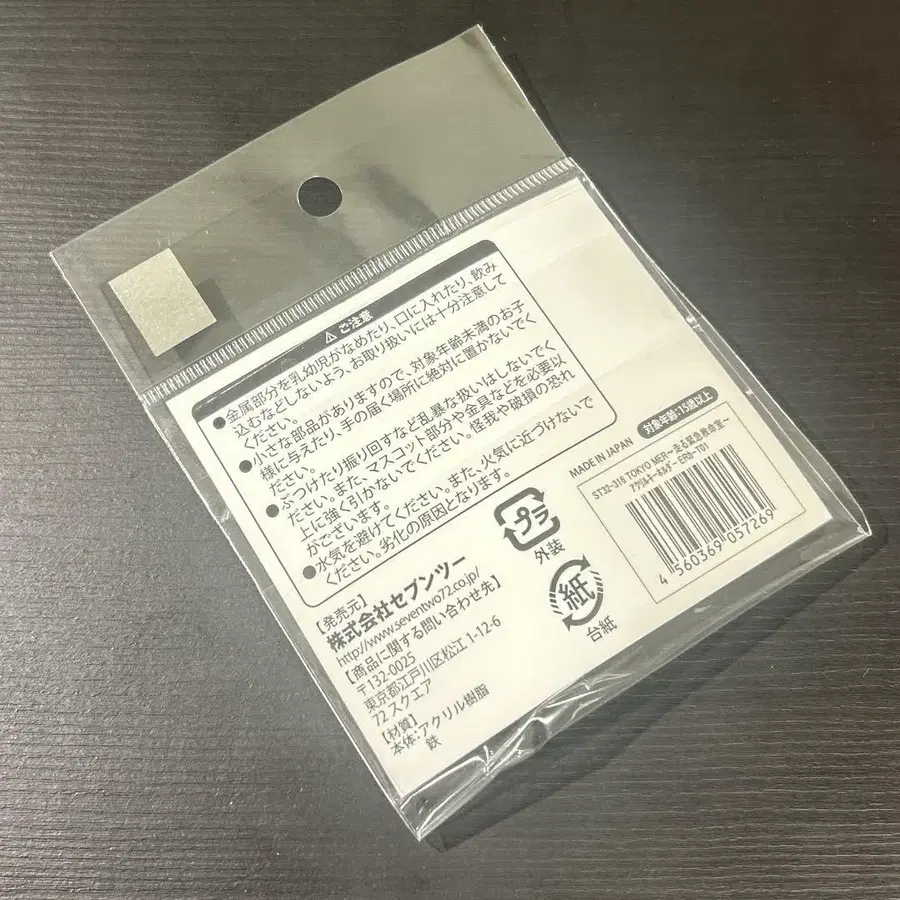 ⚠ ご注意
●金属部分を乳幼児がなめたり、口に入れたり、飲み
込むなどしないよう、お取り扱いには十分注意して
ください。
●小さな部品がありますので、対象年齢未満のお子
様に与えたり、手の届く場所に絶対に置かないでく
ださい。
●ぶつけたり振り回すなど乱暴な扱いはしないでく
ださい。また、マスコット部分や金具などを必要以
上に強く引かないでください。怪我や破損の恐れ
がございます。
●水気を避けてください。また、火気に近づけないで
ください。劣化の原因となります。
【発売元】
株式会社セブンツー
http://www.seventwo72.co.jp/
【商品に関する問い合わせ先】
〒132-0025
東京都江戸川区松江 1-12-6
72 スクエア
【材質】
本体：アクリル樹脂
鉄
プラ
外装
紙
台紙
MADE IN JAPAN
対象年齢：15歳以上
ST32-316 TOKYO MER～走る緊急救命室～
アクリルキーホルダー ER8-T01
4 560369 057269